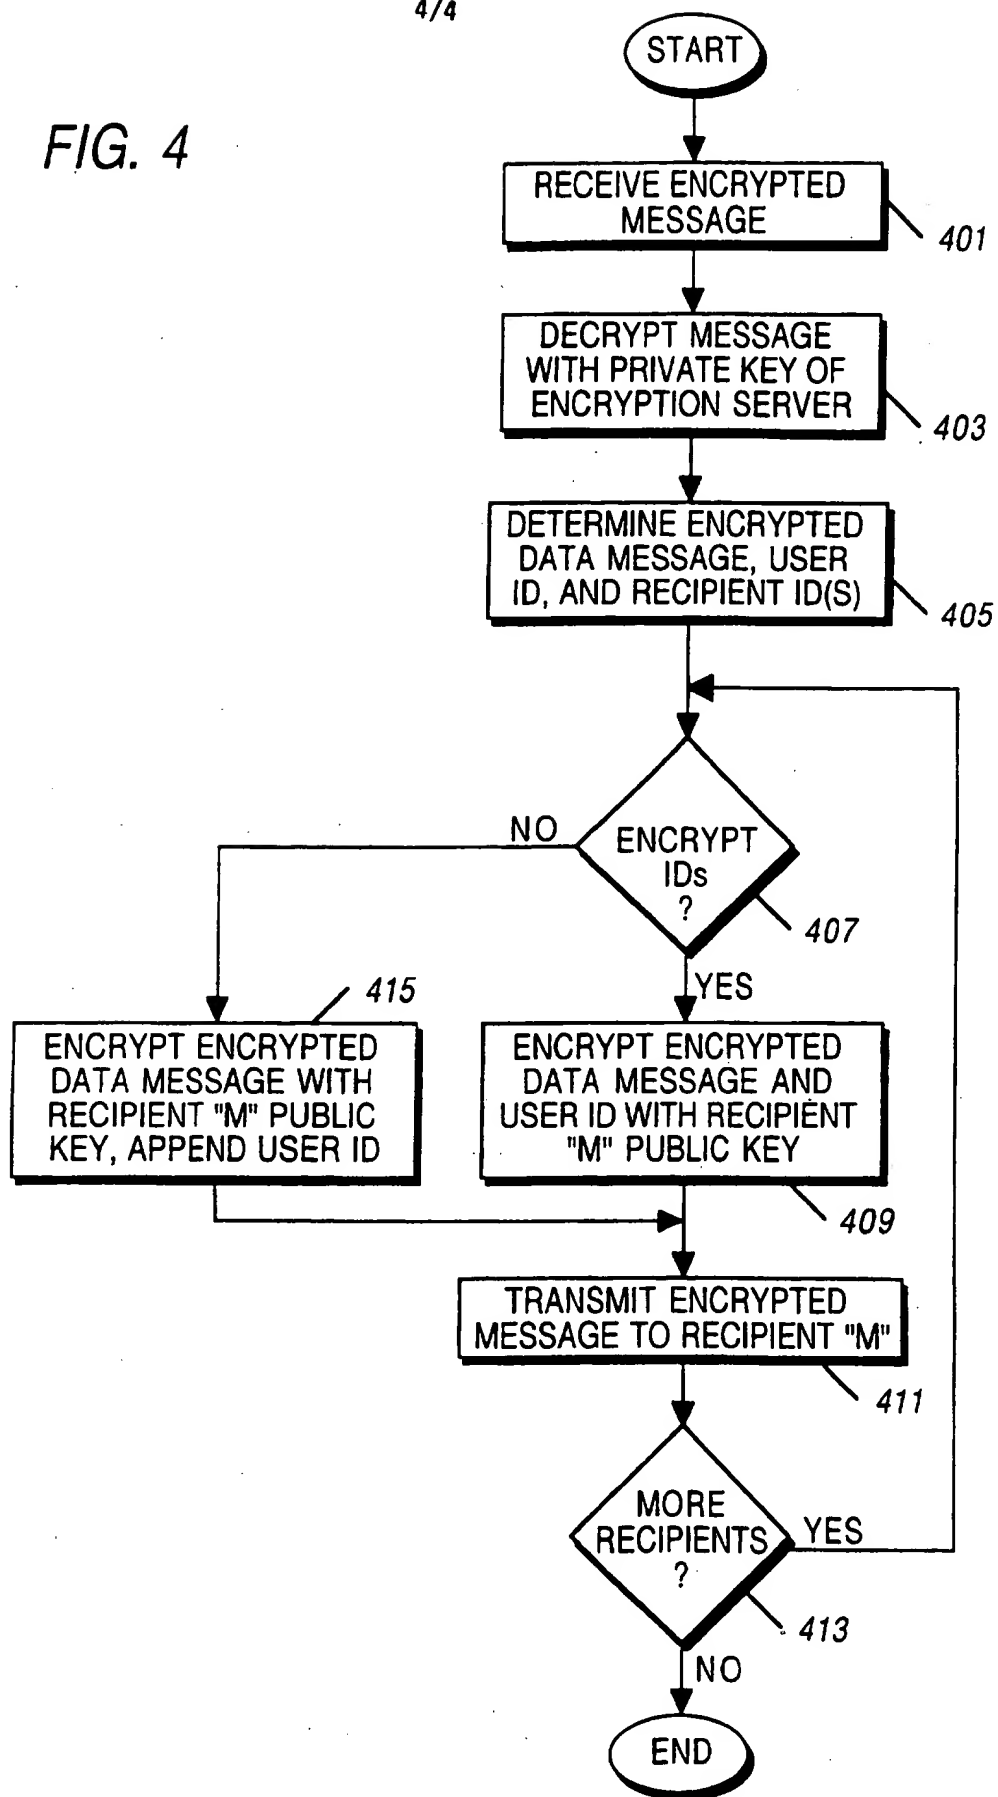 4/4
FIG. 4
START
RECEIVE ENCRYPTED
MESSAGE
401
DECRYPT MESSAGE
WITH PRIVATE KEY OF
ENCRYPTION SERVER
403
DETERMINE ENCRYPTED
DATA MESSAGE, USER
ID, AND RECIPIENT ID(S)
405
ENCRYPT
IDs
?
407
NO
YES
415
ENCRYPT ENCRYPTED
DATA MESSAGE WITH
RECIPIENT "M" PUBLIC
KEY, APPEND USER ID
ENCRYPT ENCRYPTED
DATA MESSAGE AND
USER ID WITH RECIPIENT
"M" PUBLIC KEY
409
TRANSMIT ENCRYPTED
MESSAGE TO RECIPIENT "M"
411
MORE
RECIPIENTS
?
YES
413
NO
END